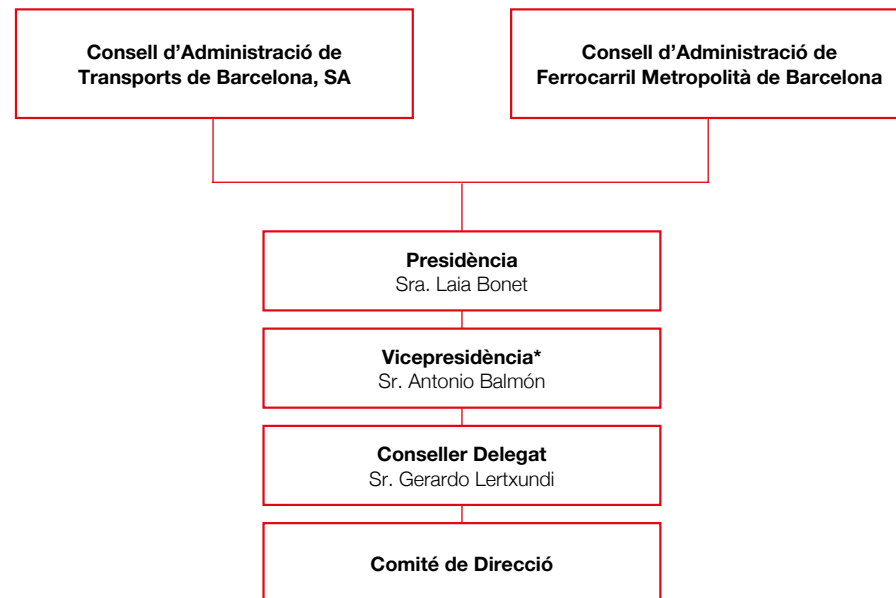 Consell d’Administració de
Transports de Barcelona, SA
Consell d’Administració de
Ferrocarril Metropolità de Barcelona
Presidència
Sra. Laia Bonet
Vicepresidència*
Sr. Antonio Balmón
Conseller Delegat
Sr. Gerardo Lertxundi
Comité de Direcció